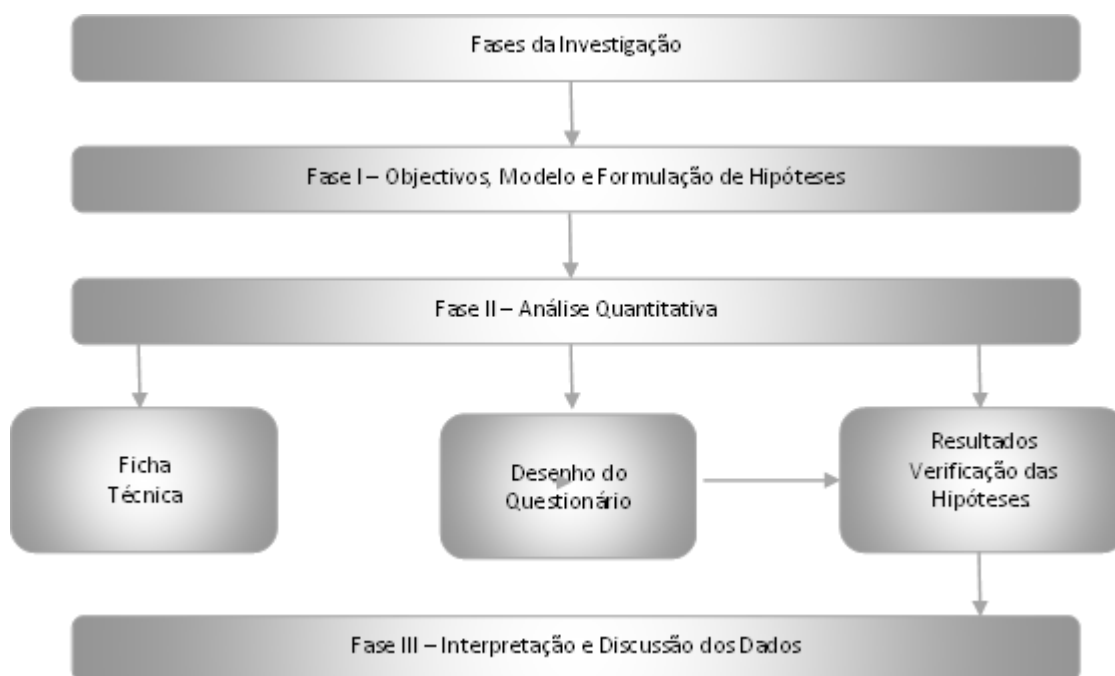 Fases da Investigação
Fase I – Objectivos, Modelo e Formulação de Hipóteses
Fase II – Análise Quantitativa
Ficha
Técnica
Desenho do
Questionário
Resultados
Verificação das
Hipóteses
Fase III – Interpretação e Discussão dos Dados